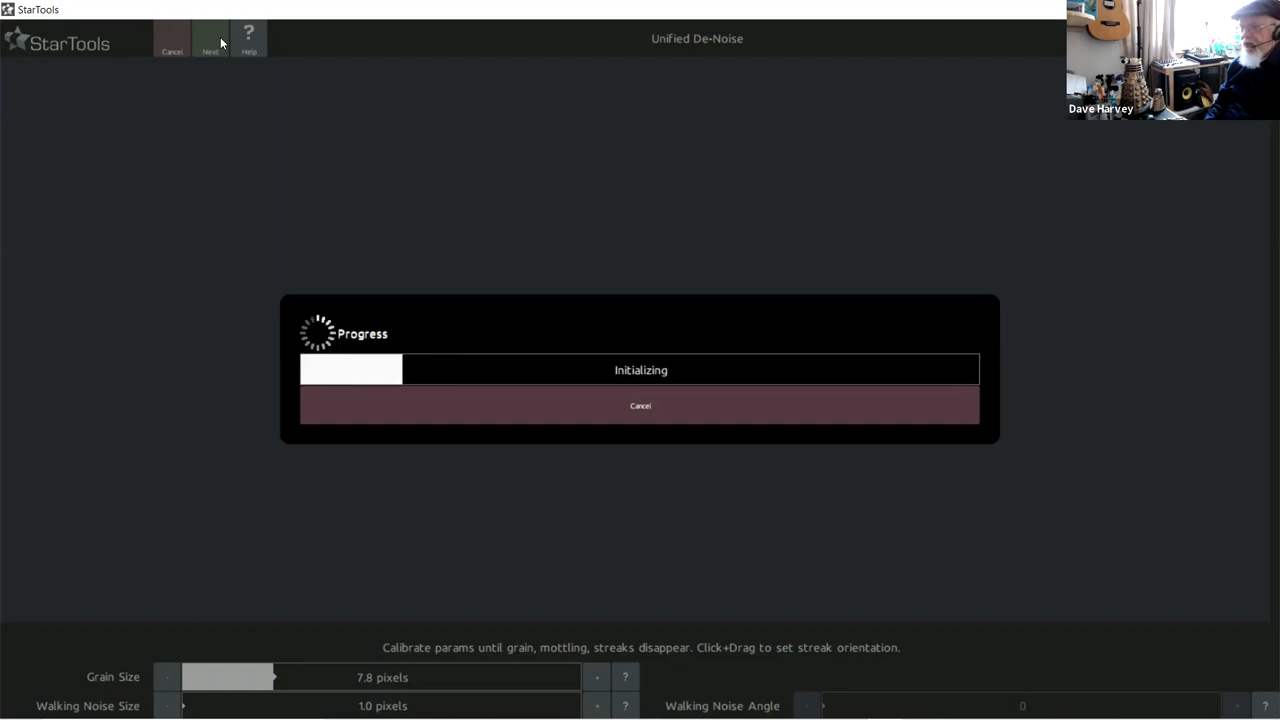 StarTools
StarTools
Cancel
Next
?
Help
Unified De-Noise
Dave Harvey
Progress
Initializing
Cancel
Calibrate params until grain, mottling, streaks disappear. Click+Drag to set streak orientation.
Grain Size
-
7.8 pixels
+
?
Walking Noise Size
-
1.0 pixels
+
?
Walking Noise Angle
-
0
+
?